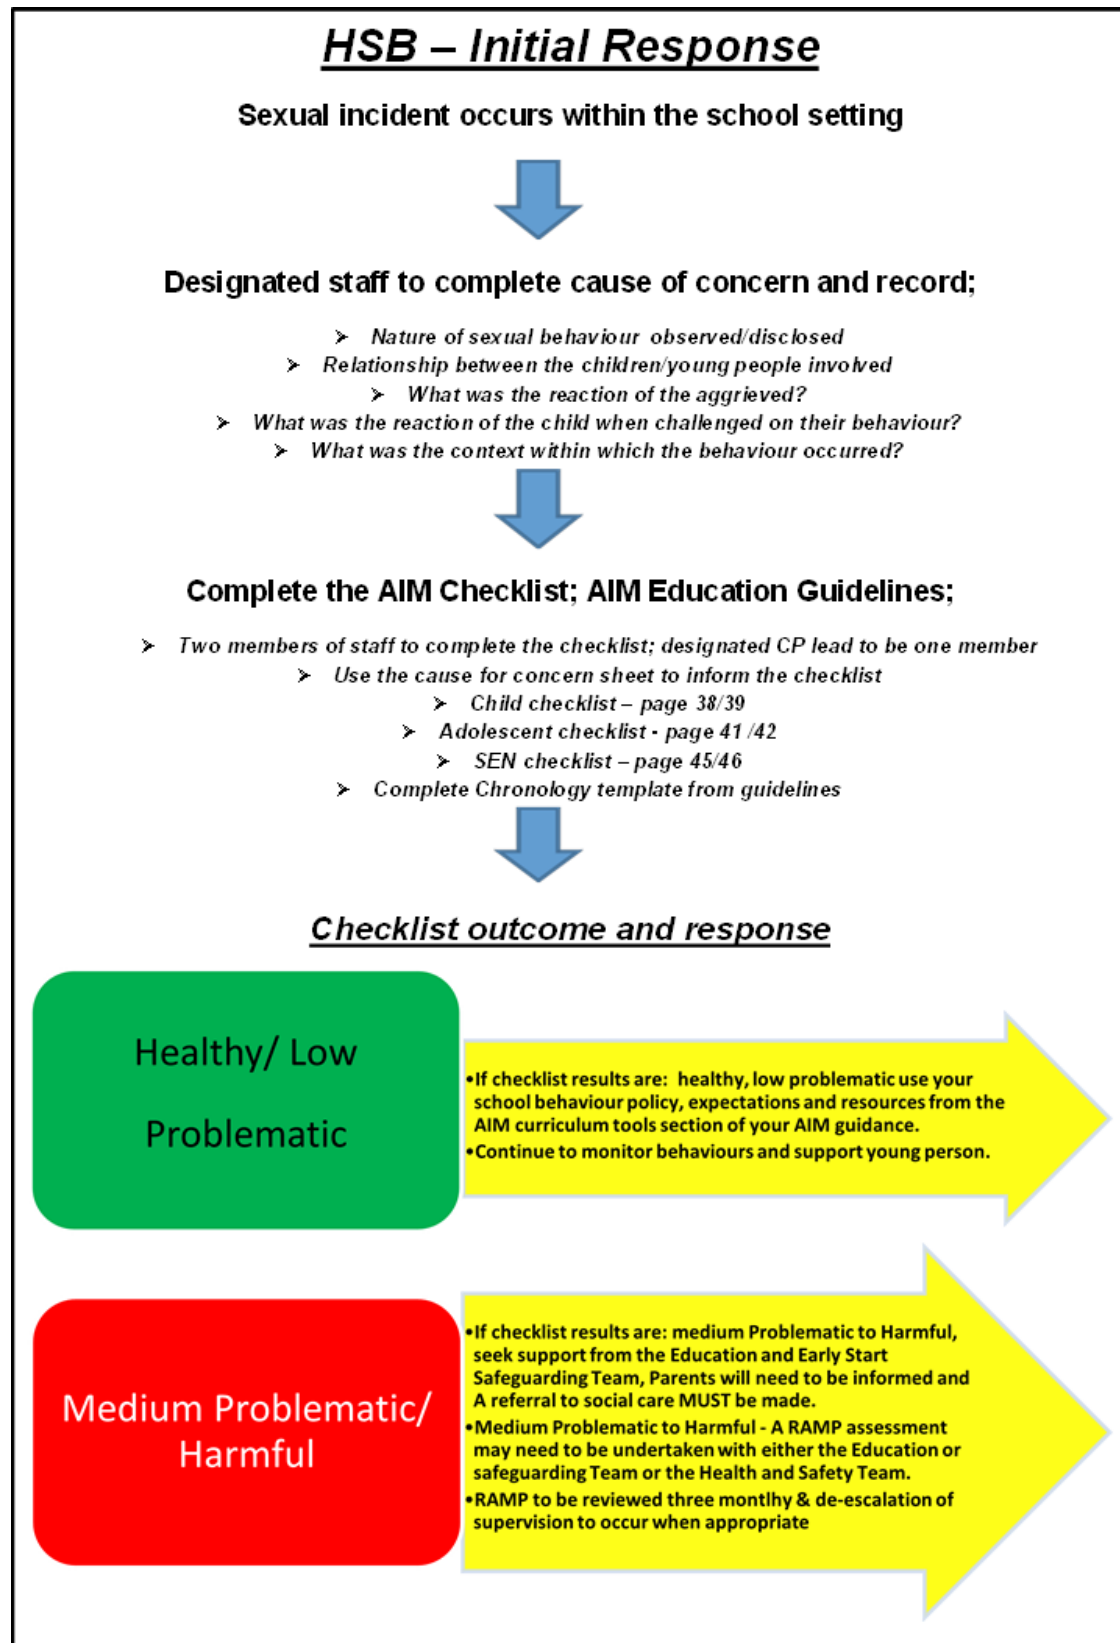 HSB – Initial Response
Sexual incident occurs within the school setting
Designated staff to complete cause of concern and record;
➢ Nature of sexual behaviour observed/disclosed
➢ Relationship between the children/young people involved
➢ What was the reaction of the aggrieved?
➢ What was the reaction of the child when challenged on their behaviour?
➢ What was the context within which the behaviour occurred?
Complete the AIM Checklist; AIM Education Guidelines;
➢ Two members of staff to complete the checklist; designated CP lead to be one member
➢ Use the cause for concern sheet to inform the checklist
➢ Child checklist – page 38/39
➢ Adolescent checklist - page 41 /42
➢ SEN checklist – page 45/46
➢ Complete Chronology template from guidelines
Checklist outcome and response
Healthy/ Low
Problematic
•If checklist results are: healthy, low problematic use your
school behaviour policy, expectations and resources from the
AIM curriculum tools section of your AIM guidance.
•Continue to monitor behaviours and support young person.
Medium Problematic/
Harmful
•If checklist results are: medium Problematic to Harmful,
seek support from the Education and Early Start
Safeguarding Team, Parents will need to be informed and
A referral to social care MUST be made.
•Medium Problematic to Harmful - A RAMP assessment
may need to be undertaken with either the Education or
safeguarding Team or the Health and Safety Team.
•RAMP to be reviewed three montlhy & de-escalation of
supervision to occur when appropriate